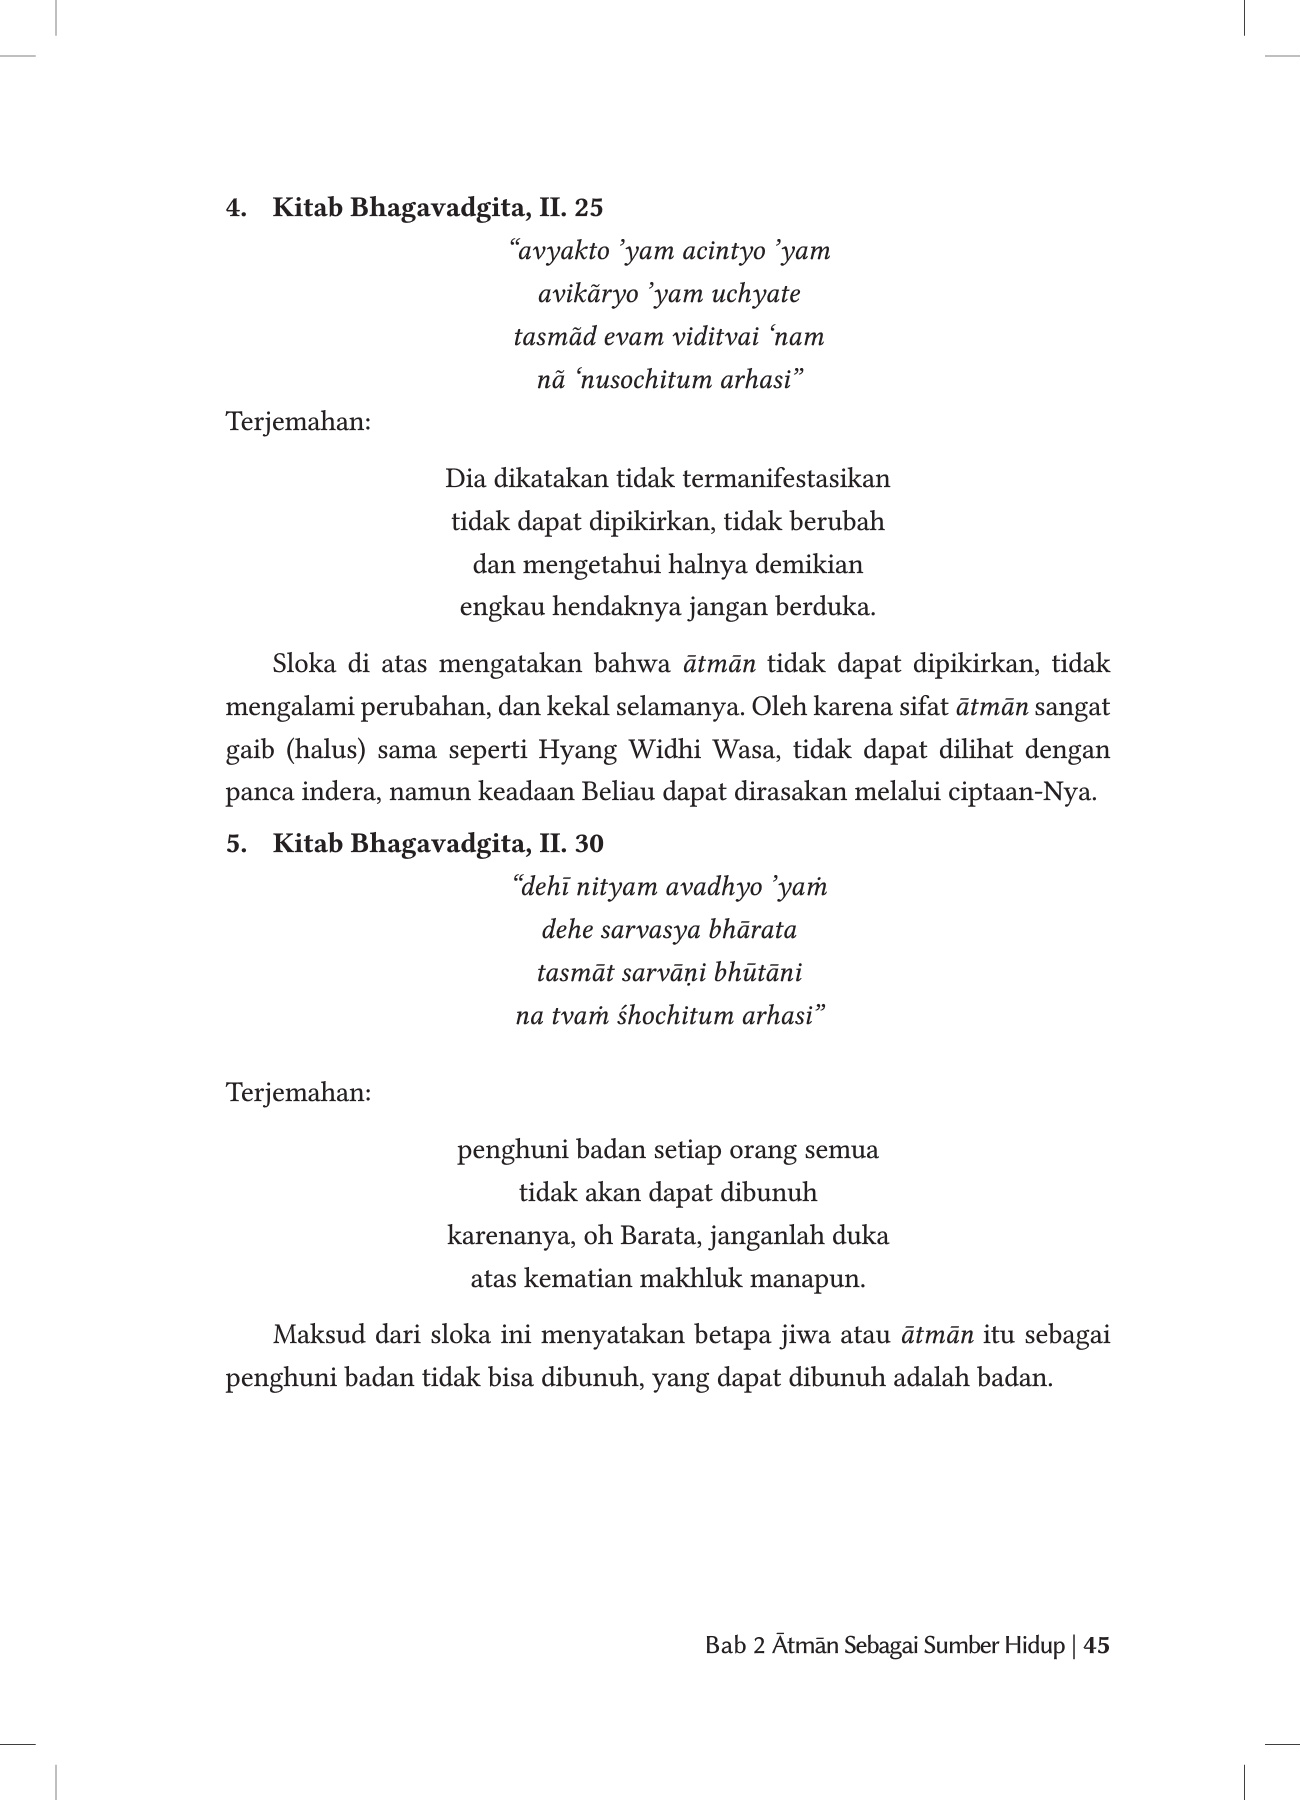 4. Kitab Bhagavadgita, II. 25
“avyakto ’yam acintyo ’yam
avikãryo ’yam uchyate
tasmãd evam viditvai ‘nam
nã ‘nusochitum arhasi”
Terjemahan:
Dia dikatakan tidak termanifestasikan
tidak dapat dipikirkan, tidak berubah
dan mengetahui halnya demikian
engkau hendaknya jangan berduka.
Sloka di atas mengatakan bahwa ātmān tidak dapat dipikirkan, tidak
mengalami perubahan, dan kekal selamanya. Oleh karena sifat ātmān sangat
gaib (halus) sama seperti Hyang Widhi Wasa, tidak dapat dilihat dengan
panca indera, namun keadaan Beliau dapat dirasakan melalui ciptaan-Nya.
5. Kitab Bhagavadgita, II. 30
“dehī nityam avadhyo ’yaṁ
dehe sarvasya bhārata
tasmāt sarvāṇi bhūtāni
na tvaṁ śhochitum arhasi”
Terjemahan:
penghuni badan setiap orang semua
tidak akan dapat dibunuh
karenanya, oh Barata, janganlah duka
atas kematian makhluk manapun.
Maksud dari sloka ini menyatakan betapa jiwa atau ātmān itu sebagai
penghuni badan tidak bisa dibunuh, yang dapat dibunuh adalah badan.
Bab 2 Ātmān Sebagai Sumber Hidup | 45